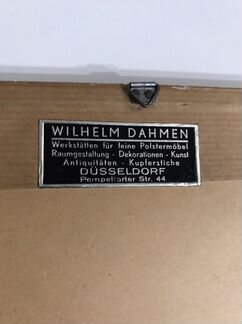 WILHELM DAHMEN
Werkstätten für feine Polstermöbel
Raumgestaltung - Dekorationen - Kunst
Antiquitäten - Kupferstiche
DÜSSELDORF
Pempelforter Str. 44